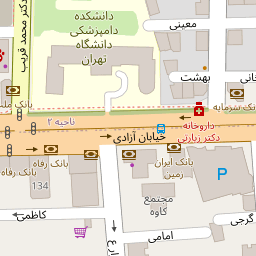 دانشکده
دامپزشکی
دانشگاه
تهران
دکتر محمد قریب
معینی
بهشت
بانک سرمایه
بانک ملت
داروخانه
دکتر زیارتی
ناحیه ۲
خیابان آزادی
بانک رفاه
بانک رفاه
134
بانک ایران
زمین
P
مجتمع
کاوه
کاظمی
امامی
گرجی